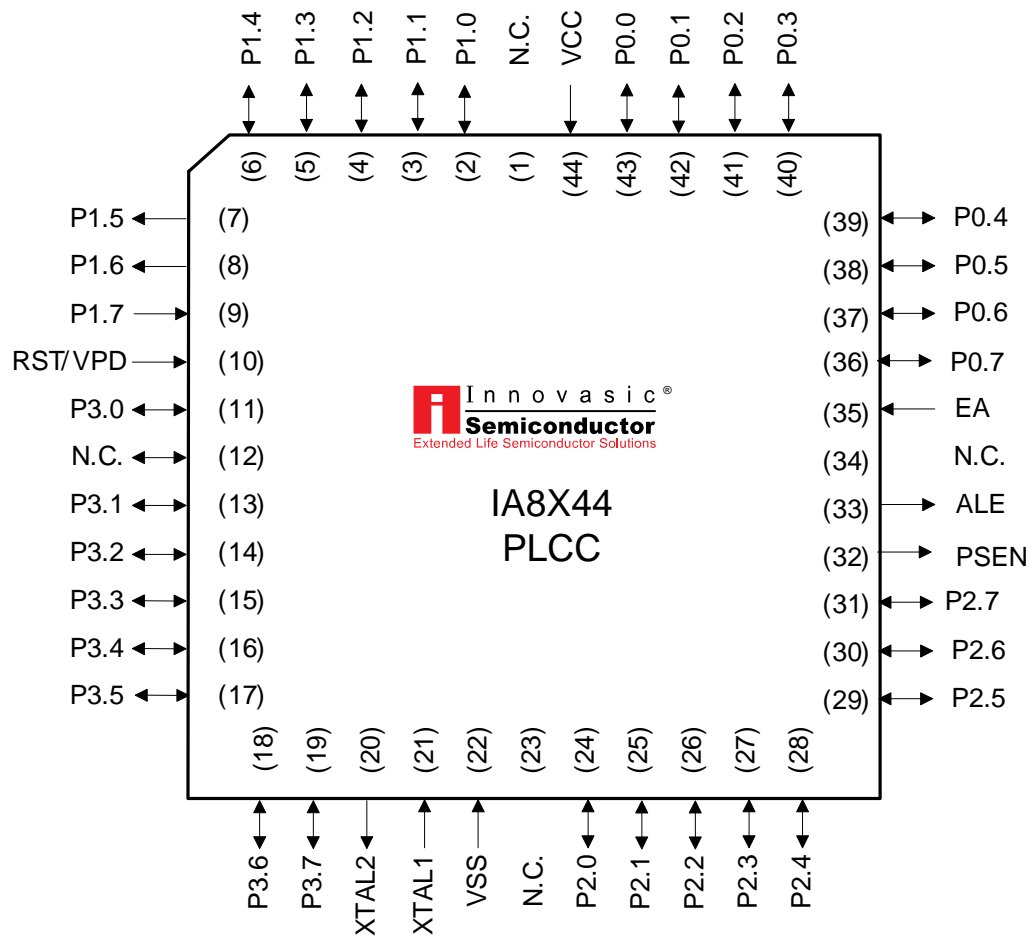 P1.4 P1.3 P1.2 P1.1 P1.0 N.C. VCC P0.0 P0.1 P0.2 P0.3
(6) (5) (4) (3) (2) (1) (44) (43) (42) (41) (40)
P1.5 (7) (39) P0.4
P1.6 (8) (38) P0.5
P1.7 (9) (37) P0.6
RST/VPD (10) (36) P0.7
P3.0 (11) (35) EA
N.C. (12) (34) N.C.
P3.1 (13) (33) ALE
P3.2 (14) (32) PSEN
P3.3 (15) (31) P2.7
P3.4 (16) (30) P2.6
P3.5 (17) (29) P2.5
i Innovasic ®
Semiconductor
Extended Life Semiconductor Solutions
IA8X44
PLCC
(18) (19) (20) (21) (22) (23) (24) (25) (26) (27) (28)
P3.6 P3.7 XTAL2 XTAL1 VSS N.C. P2.0 P2.1 P2.2 P2.3 P2.4